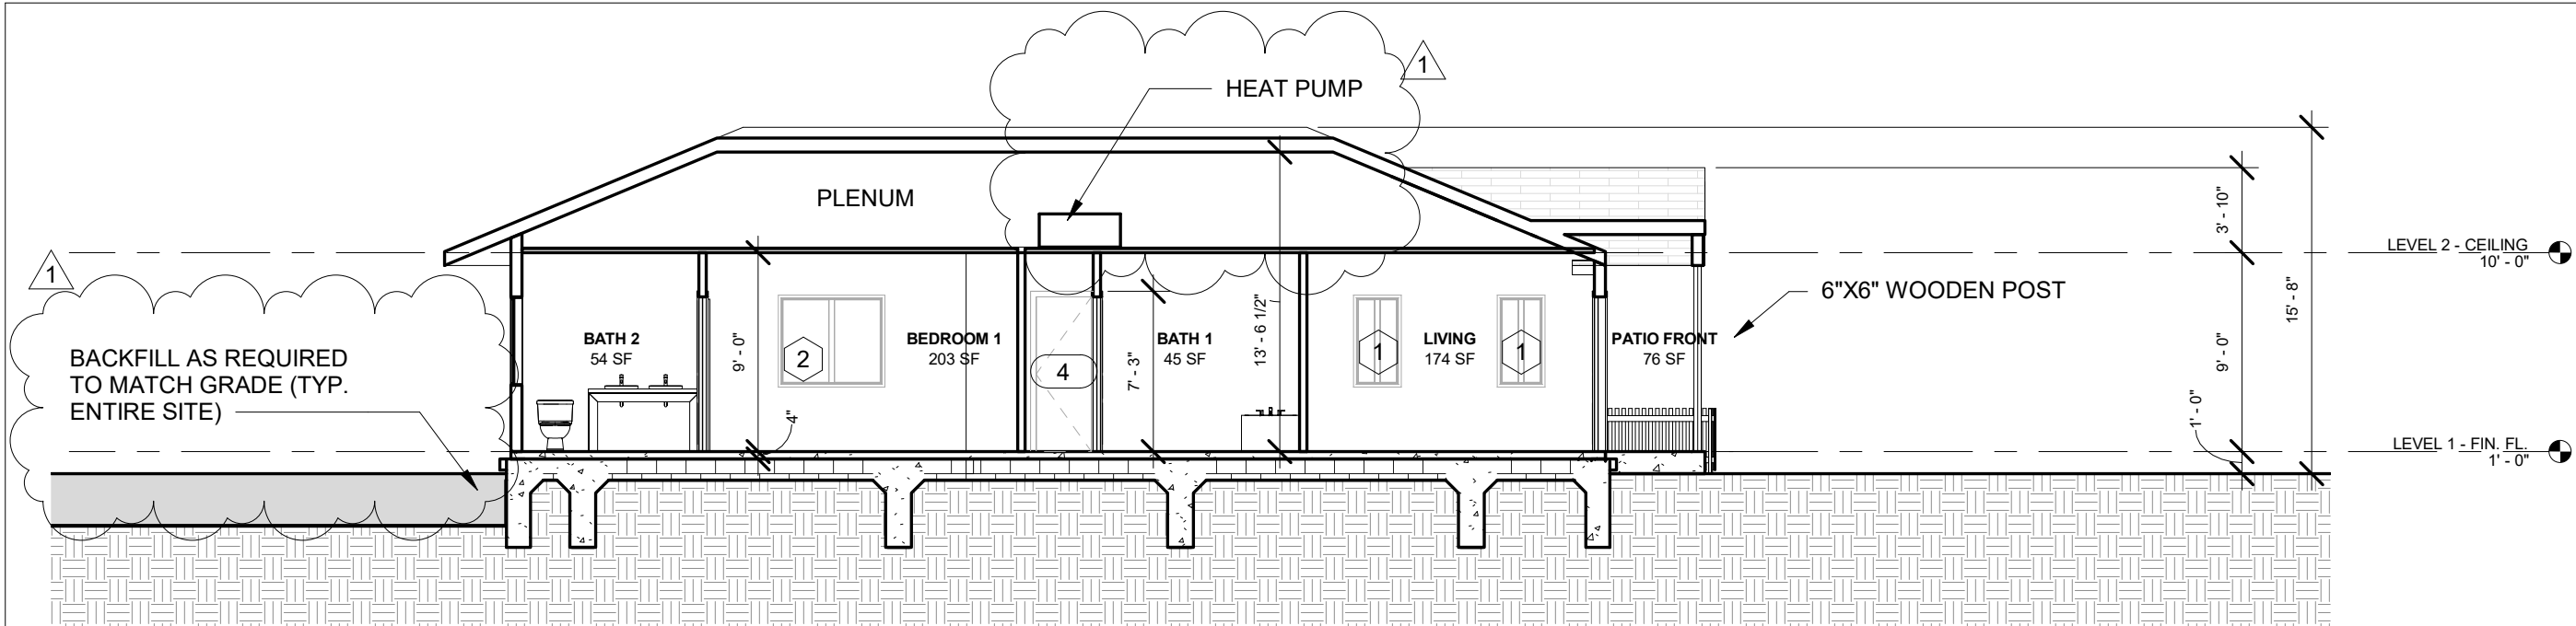 1
HEAT PUMP
PLENUM
3' - 10"
LEVEL 2 - CEILING
10' - 0"
1
6"X6" WOODEN POST
15' - 8"
BACKFILL AS REQUIRED
TO MATCH GRADE (TYP.
ENTIRE SITE)
BATH 2
54 SF
9' - 0"
2
BEDROOM 1
203 SF
4
7' - 3"
BATH 1
45 SF
13' - 6 1/2"
1
LIVING
174 SF
1
PATIO FRONT
76 SF
9' - 0"
4"
1' - 0"
LEVEL 1 - FIN. FL.
1' - 0"